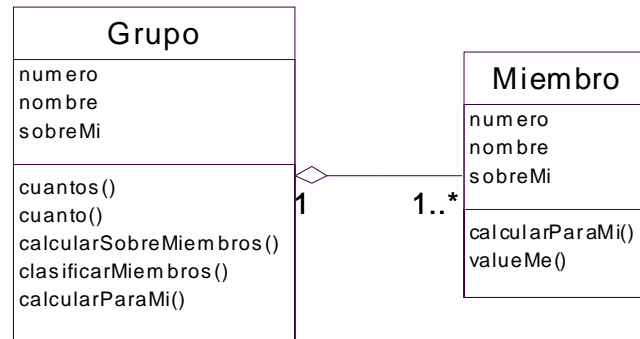 Grupo
numero
nombre
sobreMi
cuantos()
cuanto()
calcularSobreMiembros()
clasificarMiembros()
calcularParaMi()
1
1..*
Miembro
numero
nombre
sobreMi
calcularParaMi()
valueMe()